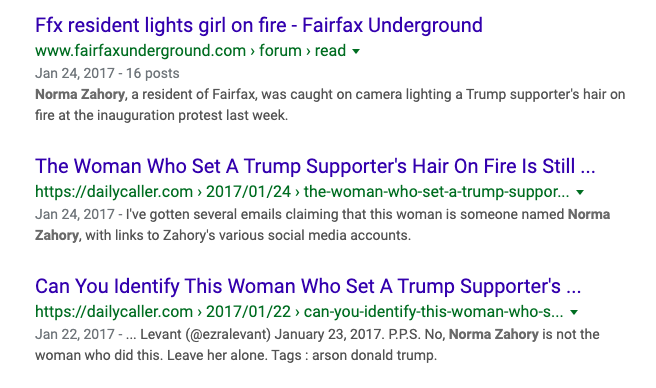 Ffx resident lights girl on fire - Fairfax Underground
www.fairfaxunderground.com › forum › read
Jan 24, 2017 - 16 posts
Norma Zahory, a resident of Fairfax, was caught on camera lighting a Trump supporter's hair on
fire at the inauguration protest last week.
The Woman Who Set A Trump Supporter's Hair On Fire Is Still ...
https://dailycaller.com › 2017/01/24 › the-woman-who-set-a-trump-suppor...
Jan 24, 2017 - I've gotten several emails claiming that this woman is someone named Norma
Zahory, with links to Zahory's various social media accounts.
Can You Identify This Woman Who Set A Trump Supporter's ...
https://dailycaller.com › 2017/01/22 › can-you-identify-this-woman-who-s...
Jan 22, 2017 - ... Levant (@ezralevant) January 23, 2017. P.P.S. No, Norma Zahory is not the
woman who did this. Leave her alone. Tags : arson donald trump.